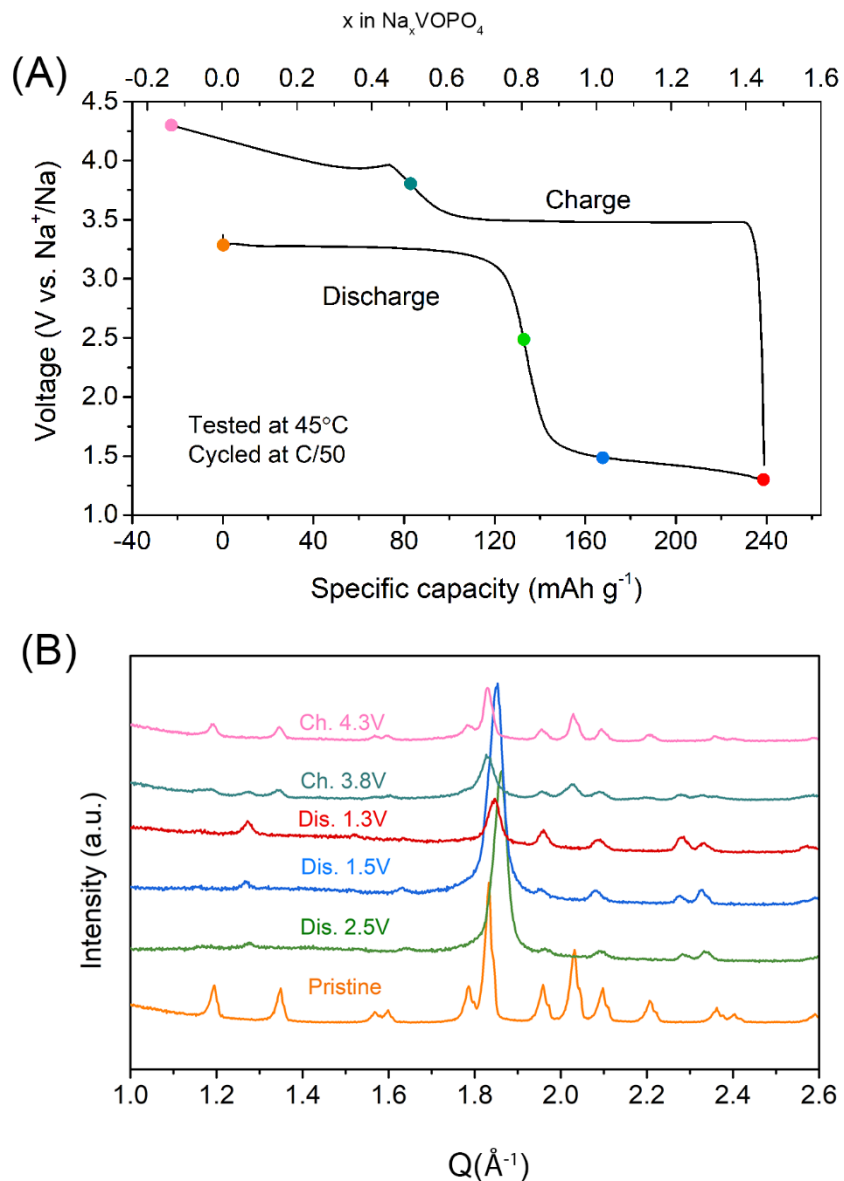 x in NaₓVOPO₄
(A)
-0.2 0.0 0.2 0.4 0.6 0.8 1.0 1.2 1.4 1.6
4.5
4.0
3.5
3.0
2.5
2.0
1.5
1.0
Voltage (V vs. Na⁺/Na)
Charge
Discharge
Tested at 45°C
Cycled at C/50
-40 0 40 80 120 160 200 240
Specific capacity (mAh g⁻¹)
(B)
Intensity (a.u.)
Ch. 4.3V
Ch. 3.8V
Dis. 1.3V
Dis. 1.5V
Dis. 2.5V
Pristine
1.0 1.2 1.4 1.6 1.8 2.0 2.2 2.4 2.6
Q(Å⁻¹)